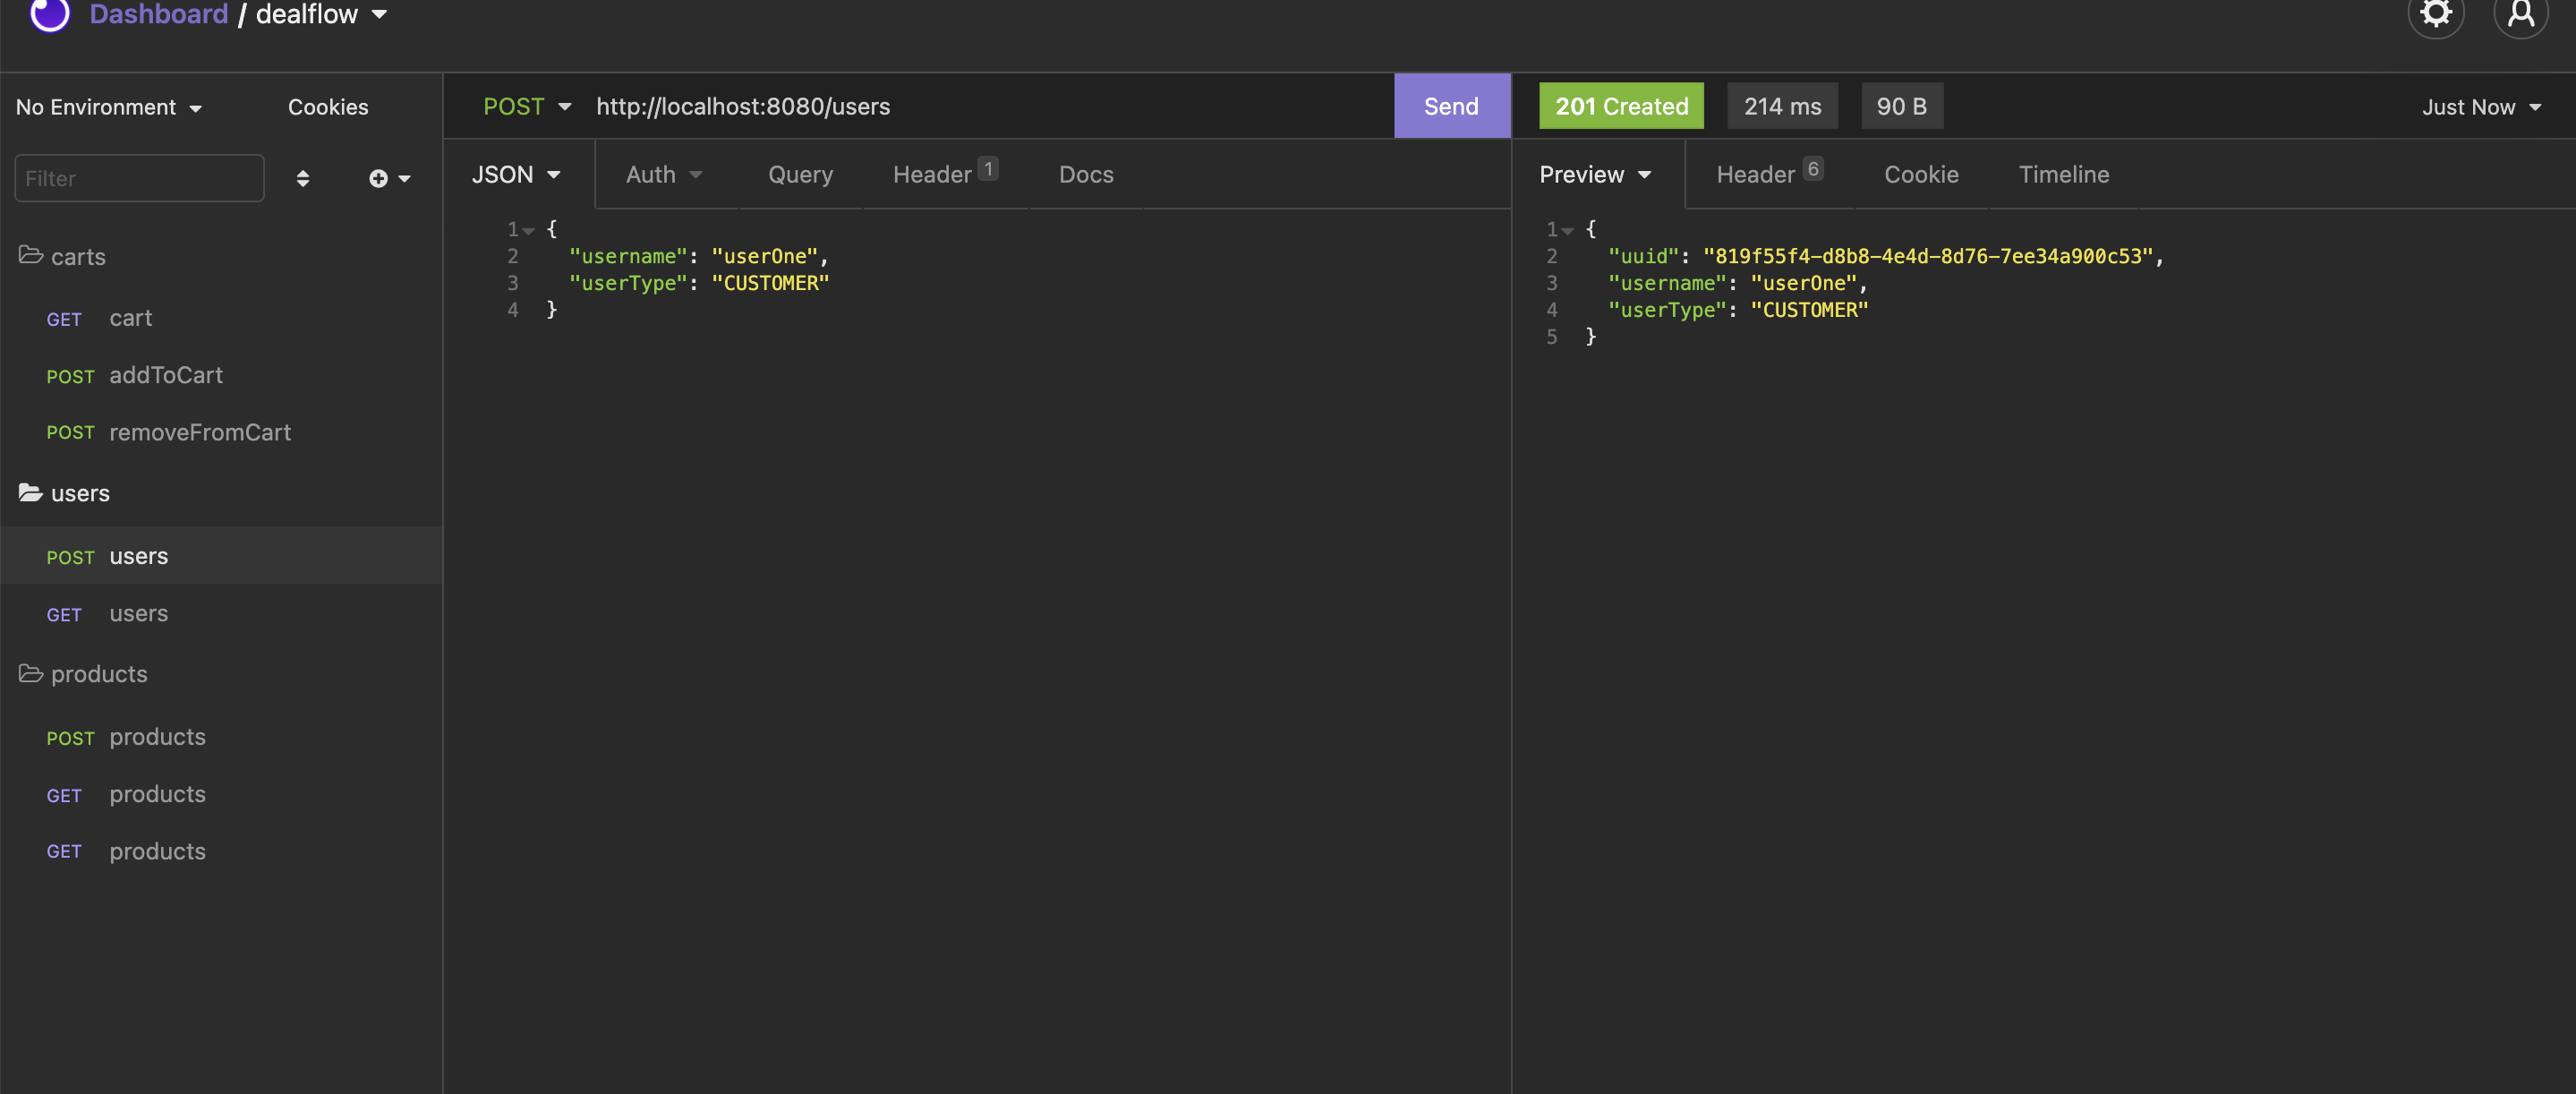 Dashboard / dealflow
No Environment Cookies
Filter
carts
GET cart
POST addToCart
POST removeFromCart
users
POST users
GET users
products
POST products
GET products
GET products
POST http://localhost:8080/users Send
JSON Auth Query Header 1 Docs
1 {
2 "username": "userOne",
3 "userType": "CUSTOMER"
4 }
201 Created 214 ms 90 B Just Now
Preview Header 6 Cookie Timeline
1 {
2 "uuid": "819f55f4-d8b8-4e4d-8d76-7ee34a900c53",
3 "username": "userOne",
4 "userType": "CUSTOMER"
5 }